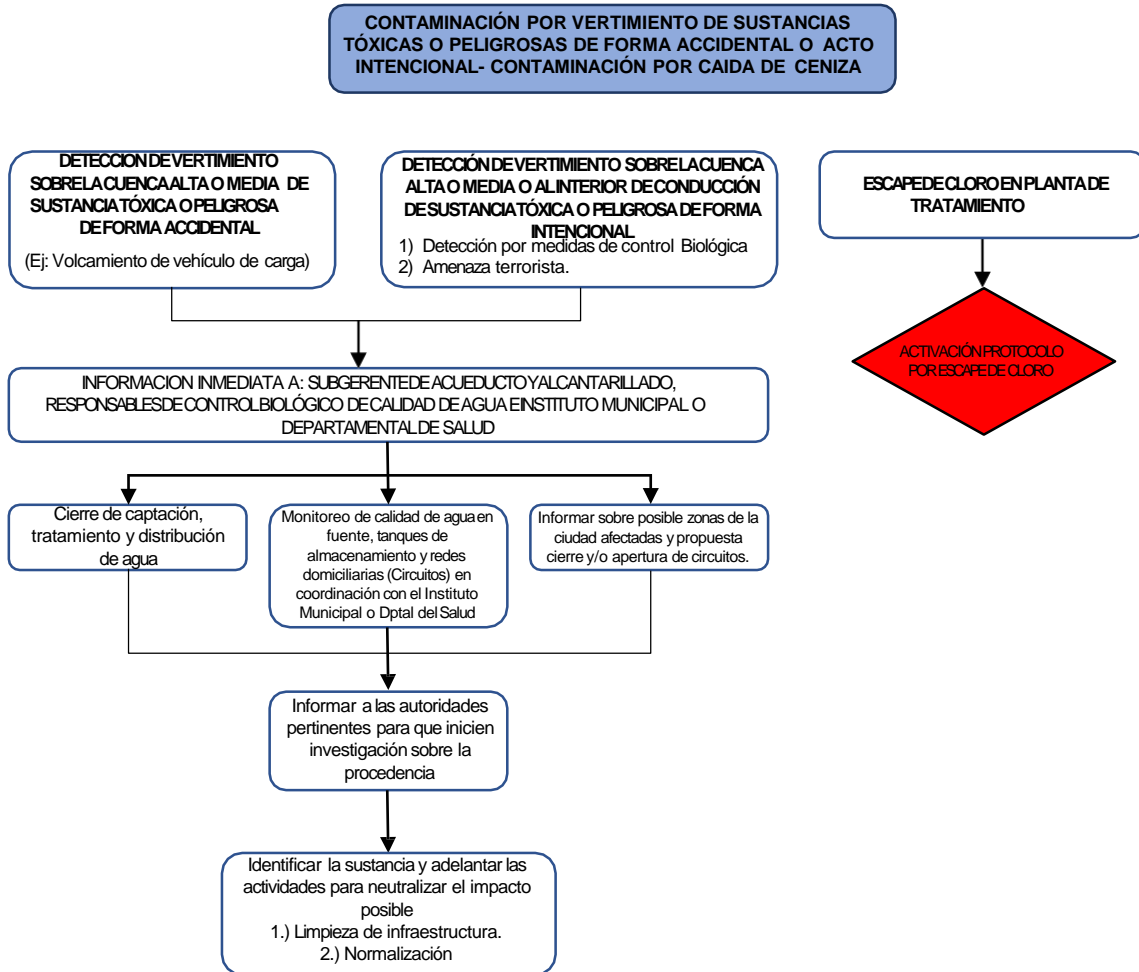 CONTAMINACIÓN POR VERTIMIENTO DE SUSTANCIAS
TÓXICAS O PELIGROSAS DE FORMA ACCIDENTAL O ACTO
INTENCIONAL- CONTAMINACIÓN POR CAIDA DE CENIZA
DETECCION DE VERTIMIENTO
SOBRE LA CUENCA ALTA O MEDIA DE
SUSTANCIA TÓXICA O PELIGROSA
DE FORMA ACCIDENTAL
(Ej: Volcamiento de vehículo de carga)
DETECCIÓN DE VERTIMIENTO SOBRE LA CUENCA
ALTA O MEDIA O AL INTERIOR DE CONDUCCIÓN
DE SUSTANCIA TÓXICA O PELIGROSA DE FORMA
INTENCIONAL
1) Detección por medidas de control Biológica
2) Amenaza terrorista.
ESCAPE DE CLORO EN PLANTA DE
TRATAMIENTO
ACTIVACIÓN PROTOCOLO
POR ESCAPE DE CLORO
INFORMACION INMEDIATA A: SUBGERENTE DE ACUEDUCTO Y ALCANTARILLADO,
RESPONSABLES DE CONTROL BIOLÓGICO DE CALIDAD DE AGUA E INSTITUTO MUNICIPAL O
DEPARTAMENTAL DE SALUD
Cierre de captación,
tratamiento y distribución
de agua
Monitoreo de calidad de agua en
fuente, tanques de
almacenamiento y redes
domiciliarias (Circuitos) en
coordinación con el Instituto
Municipal o Dptal del Salud
Informar sobre posible zonas de la
ciudad afectadas y propuesta
cierre y/o apertura de circuitos.
Informar a las autoridades
pertinentes para que inicien
investigación sobre la
procedencia
Identificar la sustancia y adelantar las
actividades para neutralizar el impacto
posible
1.) Limpieza de infraestructura.
2.) Normalización